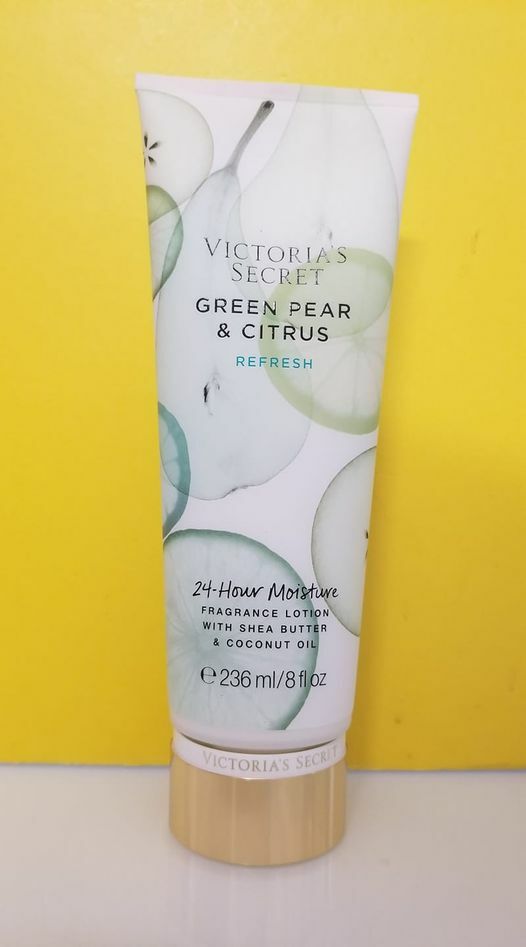 VICTORIA'S
SECRET
GREEN PEAR
& CITRUS
REFRESH
24-Hour Moisture
FRAGRANCE LOTION
WITH SHEA BUTTER
& COCONUT OIL
℮ 236 ml/8 fl oz
VICTORIA'S SECRET